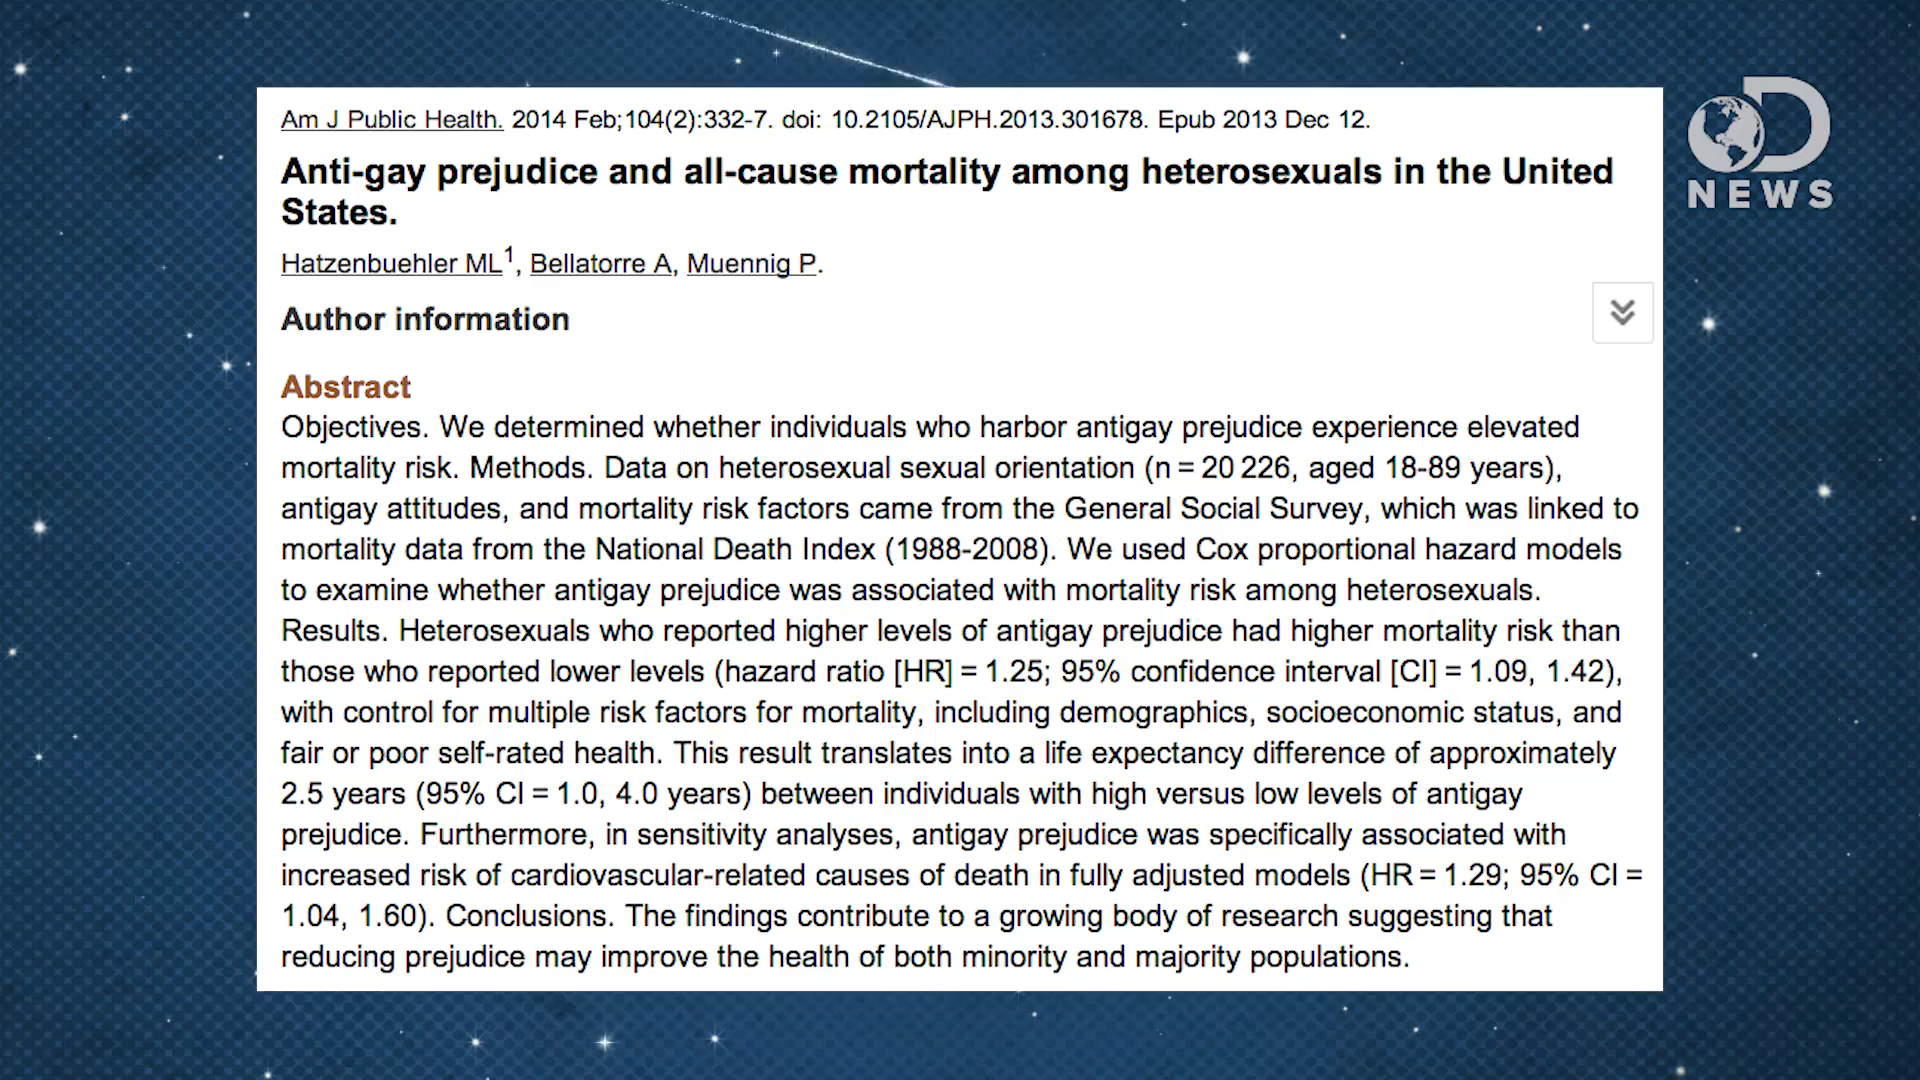 Am J Public Health. 2014 Feb;104(2):332-7. doi: 10.2105/AJPH.2013.301678. Epub 2013 Dec 12.
Anti-gay prejudice and all-cause mortality among heterosexuals in the United
States.
Hatzenbuehler ML1, Bellatorre A, Muennig P.
Author information
Abstract
Objectives. We determined whether individuals who harbor antigay prejudice experience elevated
mortality risk. Methods. Data on heterosexual sexual orientation (n = 20 226, aged 18-89 years),
antigay attitudes, and mortality risk factors came from the General Social Survey, which was linked to
mortality data from the National Death Index (1988-2008). We used Cox proportional hazard models
to examine whether antigay prejudice was associated with mortality risk among heterosexuals.
Results. Heterosexuals who reported higher levels of antigay prejudice had higher mortality risk than
those who reported lower levels (hazard ratio [HR] = 1.25; 95% confidence interval [CI] = 1.09, 1.42),
with control for multiple risk factors for mortality, including demographics, socioeconomic status, and
fair or poor self-rated health. This result translates into a life expectancy difference of approximately
2.5 years (95% CI = 1.0, 4.0 years) between individuals with high versus low levels of antigay
prejudice. Furthermore, in sensitivity analyses, antigay prejudice was specifically associated with
increased risk of cardiovascular-related causes of death in fully adjusted models (HR = 1.29; 95% CI =
1.04, 1.60). Conclusions. The findings contribute to a growing body of research suggesting that
reducing prejudice may improve the health of both minority and majority populations.
D
NEWS